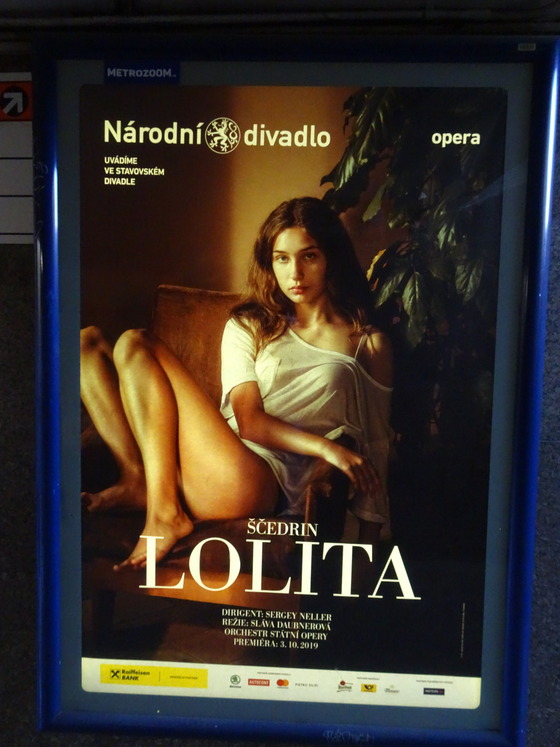 METROZOOM
Národní divadlo
opera
UVÁDÍME
VE STAVOVSKÉM
DIVADLE
ŠČEDRIN
LOLITA
DIRIGENT: SERGEY NELLER
REŽIE: SLÁVA DAUBNEROVÁ
ORCHESTR STÁTNÍ OPERY
PREMIÉRA: 3. 10. 2019
Raiffeisen
BANK